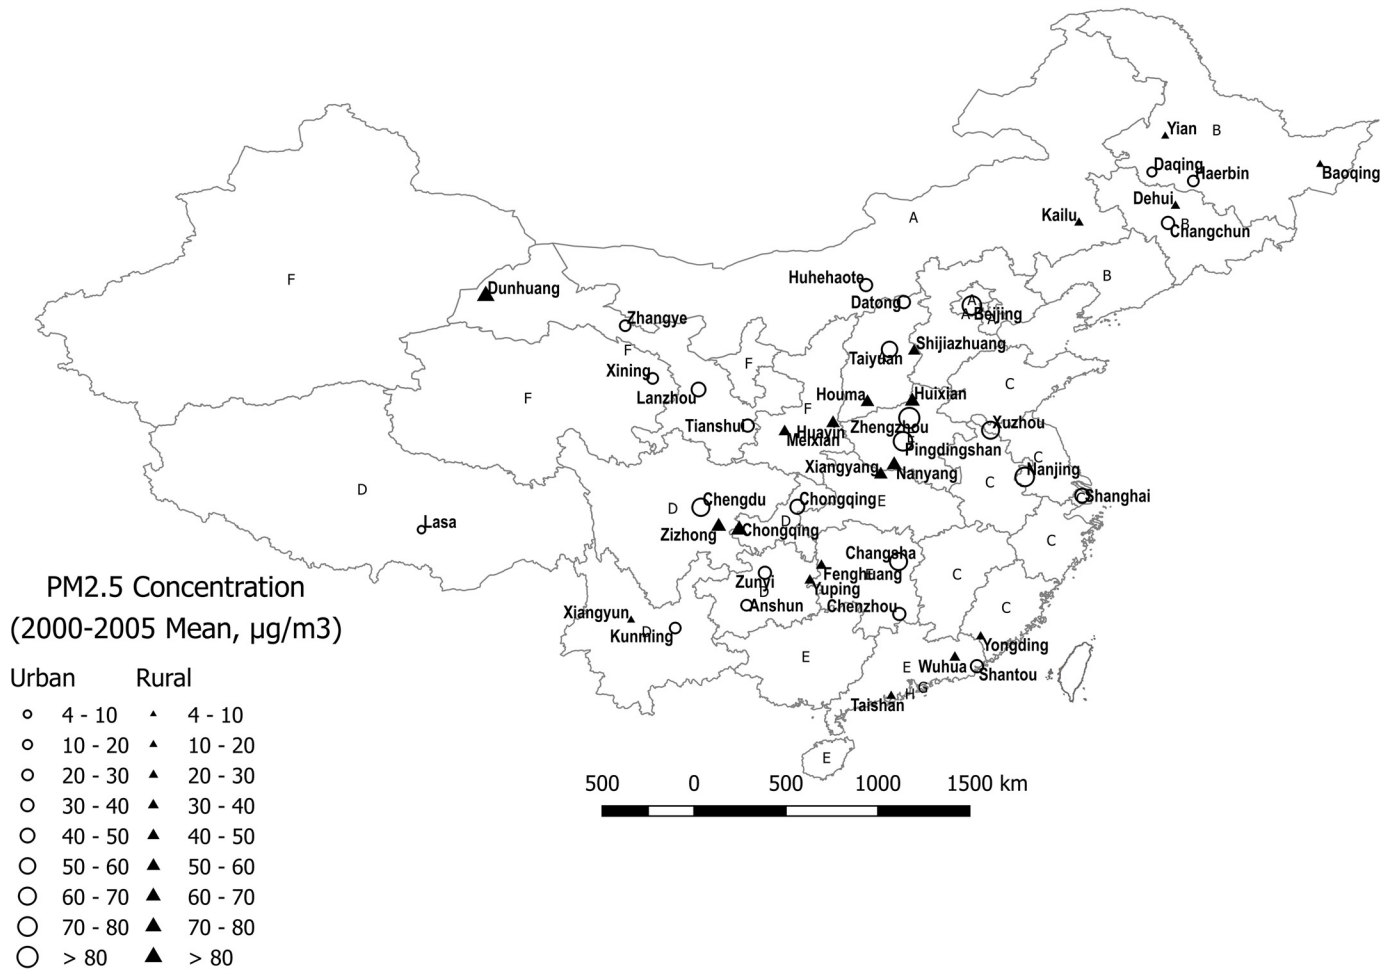 B
Yian
Daqing
Haerbin
Baoqing
Dehui
Kailu
A
B
Changchun
F
B
Huhehaote
Dunhuang
Datong
A
A Beijing
A
Zhangye
Shijiazhuang
Taiyuan
F
F
Xining
C
Lanzhou
F
Houma
Huixian
F
Tianshui
Huayin
Meixian
Zhengzhou
Xuzhou
E
Pingdingshan
C
Xiangyang
Nanyang
Nanjing
C
D
Chengdu
Chongqing
E
Shanghai
D
Lasa
D
Zizhong
Chongqing
C
Changsha
Fenghuang
E
C
Zunyi
Yuping
D
Anshun
Chenzhou
C
Xiangyun
D
Kunming
Yongding
E
E
Wuhua
Shantou
G
H
Taishan
E
PM2.5 Concentration
(2000-2005 Mean, µg/m3)
Urban Rural
4 - 10 4 - 10
10 - 20 10 - 20
20 - 30 20 - 30
30 - 40 30 - 40
40 - 50 40 - 50
50 - 60 50 - 60
60 - 70 60 - 70
70 - 80 70 - 80
> 80 > 80
500 0 500 1000 1500 km